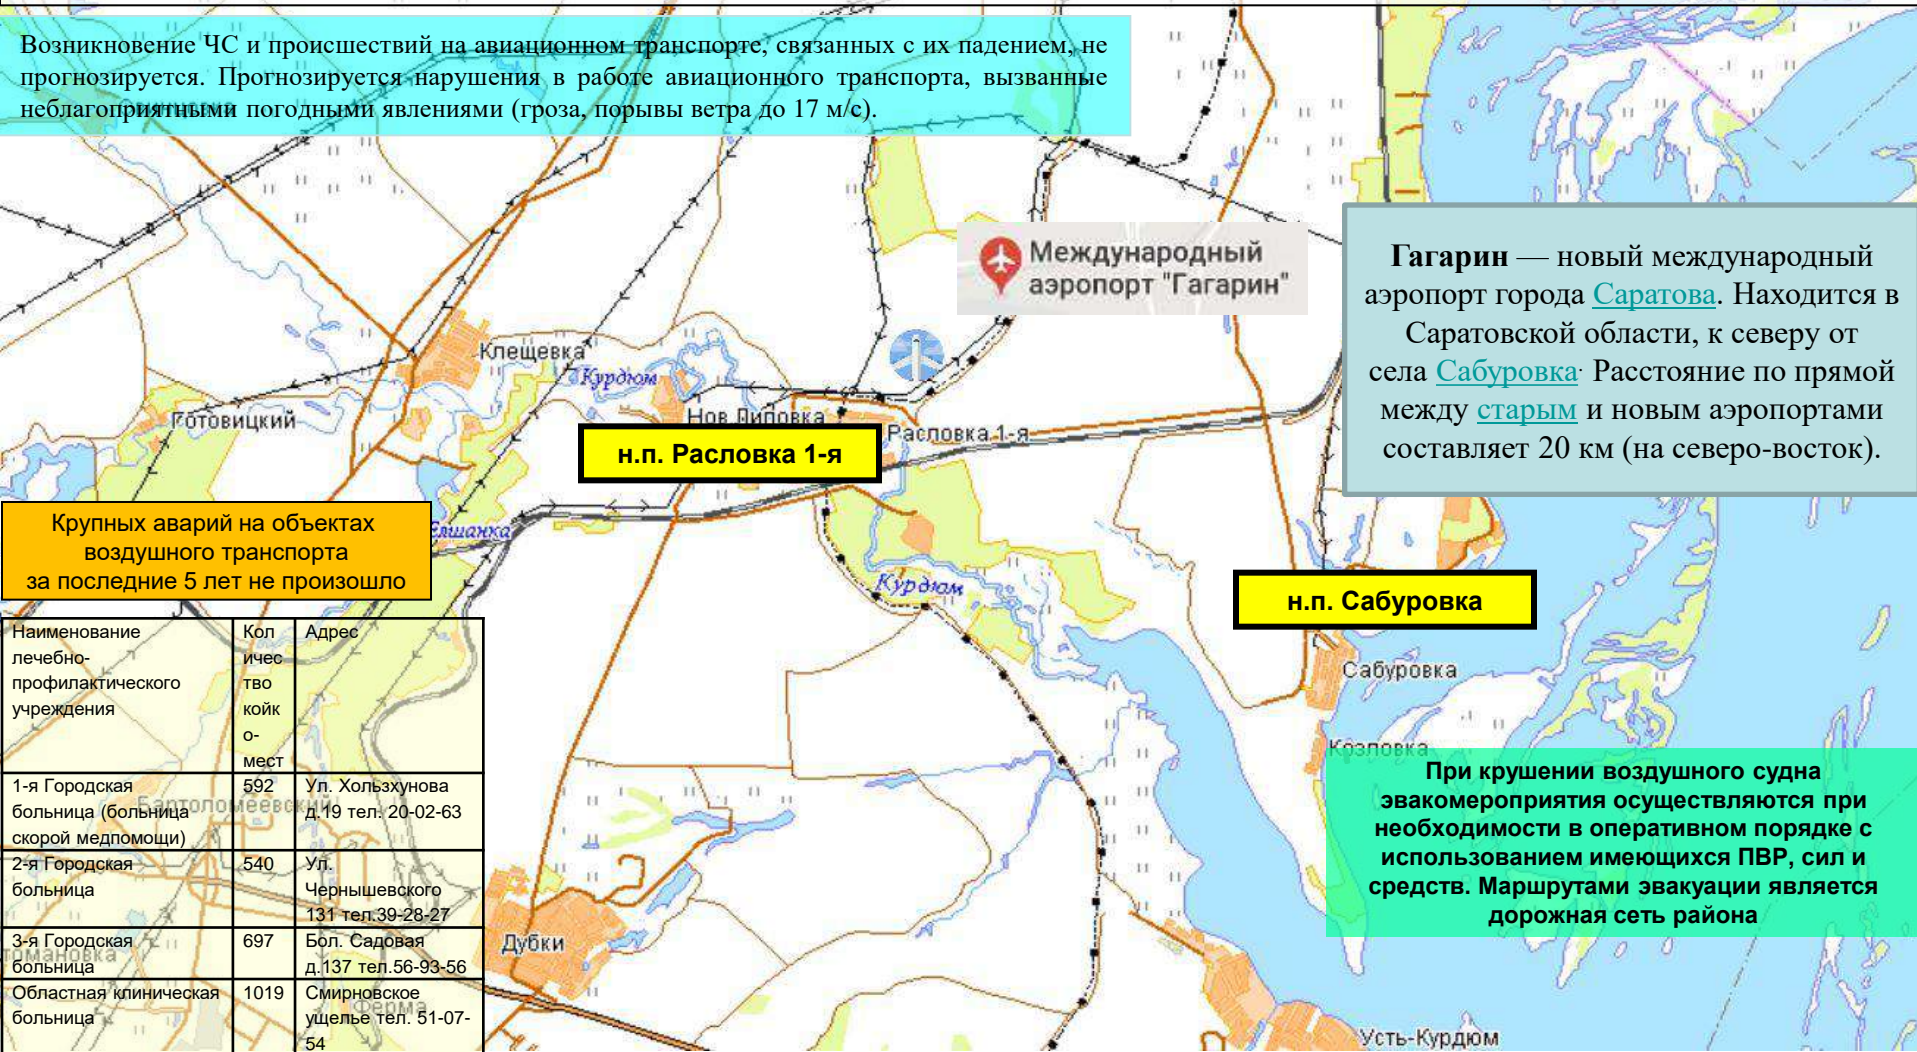 Возникновение ЧС и происшествий на авиационном транспорте, связанных с их падением, не
прогнозируется. Прогнозируется нарушения в работе авиационного транспорта, вызванные
неблагоприятными погодными явлениями (гроза, порывы ветра до 17 м/с).
Международный
аэропорт "Гагарин"
Гагарин — новый международный
аэропорт города Саратова. Находится в
Саратовской области, к северу от
села Сабуровка. Расстояние по прямой
между старым и новым аэропортами
составляет 20 км (на северо-восток).
Клещевка
Курдюм
Готовицкий
Нов Липовка
Расловка 1-я
н.п. Расловка 1-я
Крупных аварий на объектах
воздушного транспорта
за последние 5 лет не произошло
Елшанка
Курдюм
н.п. Сабуровка
Сабуровка
Козловка
При крушении воздушного судна
эвакомероприятия осуществляются при
необходимости в оперативном порядке с
использованием имеющихся ПВР, сил и
средств. Маршрутами эвакуации является
дорожная сеть района
Наименование
лечебно-
профилактического
учреждения
Кол
ичес
тво
койк
о-
мест
Адрес
1-я Городская
больница (больница
скорой медпомощи)
592
Ул. Хользхунова
д.19 тел. 20-02-63
Бартоломеевский
2-я Городская
больница
540
Ул.
Чернышевского
131 тел.39-28-27
3-я Городская
больница
697
Бол. Садовая
д.137 тел.56-93-56
Областная клиническая
больница
1019
Смирновское
ущелье тел. 51-07-
54
Ферма
Дубки
Усть-Курдюм